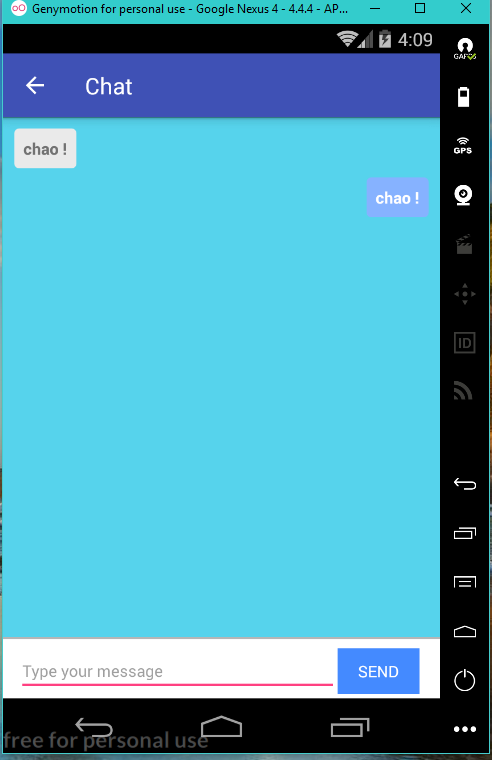 Genymotion for personal use - Google Nexus 4 - 4.4.4 - AP...
4:09
GAPPS
Chat
chao !
GPS
chao !
ID
Type your message
SEND
free for personal use